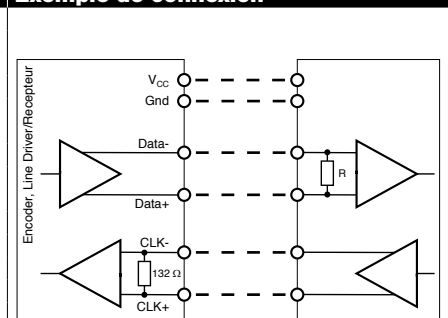 Exemple de connexion
Encoder, Line Driver/Recepteur
VCC
Gnd
Data-
R
Data+
CLK-
132 Ω
CLK+